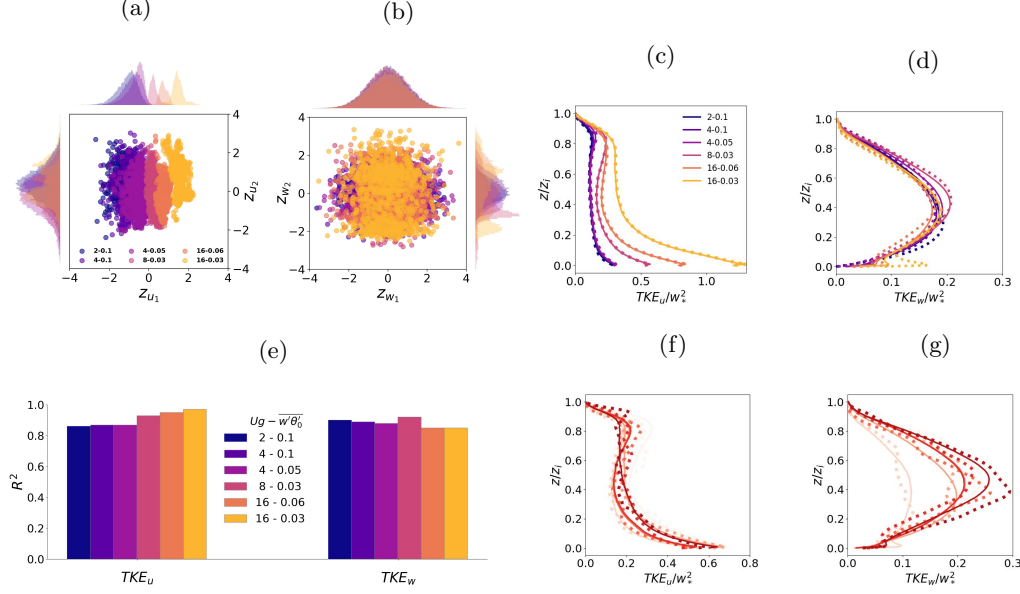 (a)
(b)
(c)
(d)
4
2
0
−2
−4
z_{u_2}
−4
−2
0
2
4
z_{u_1}
2-0.1
4-0.1
4-0.05
8-0.03
16-0.06
16-0.03
4
2
0
−2
−4
z_{w_2}
−4
−2
0
2
4
z_{w_1}
1.0
0.8
0.6
0.4
0.2
0.0
z/z_i
0.0
0.4
0.8
1.2
TKE_u/w_*^2
2-0.1
4-0.1
4-0.05
8-0.03
16-0.06
16-0.03
1.0
0.8
0.6
0.4
0.2
0.0
z/z_i
0.0
0.1
0.2
0.3
TKE_w/w_*^2
(e)
(f)
(g)
1.0
0.8
0.6
0.4
0.2
0.0
R^2
TKE_u
TKE_w
Ug − \overline{w'θ'_0}
2 - 0.1
4 - 0.1
4 - 0.05
8 - 0.03
16 - 0.06
16 - 0.03
1.0
0.8
0.6
0.4
0.2
0.0
z/z_i
0.0
0.2
0.4
0.6
0.8
TKE_u/w_*^2
1.0
0.8
0.6
0.4
0.2
0.0
z/z_i
0.0
0.1
0.2
0.3
TKE_w/w_*^2